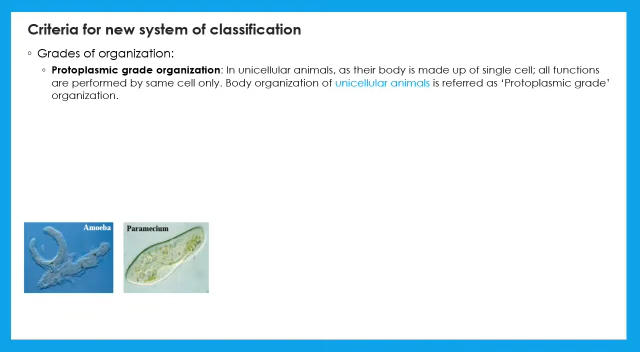 Criteria for new system of classification
◦ Grades of organization:
◦ Protoplasmic grade organization: In unicellular animals, as their body is made up of single cell; all functions
are performed by same cell only. Body organization of unicellular animals is referred as ‘Protoplasmic grade’
organization.
Amoeba
Paramecium